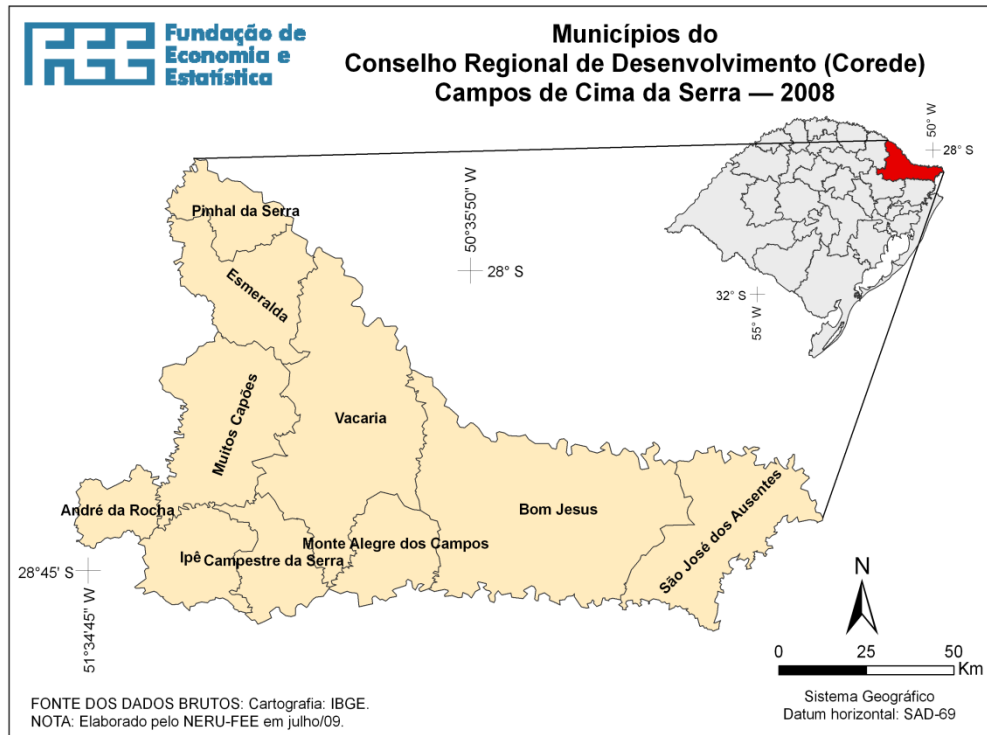 FEE
Fundação de
Economia e
Estatística
Municípios do
Conselho Regional de Desenvolvimento (Corede)
Campos de Cima da Serra — 2008
50° W
28° S
32° S
55° W
50°35'50" W
28° S
Pinhal da Serra
Esmeralda
Muitos Capões
Vacaria
André da Rocha
Ipê
Campestre da Serra
Monte Alegre dos Campos
Bom Jesus
São José dos Ausentes
28°45' S
51°34'45" W
N
0 25 50
Km
Sistema Geográfico
Datum horizontal: SAD-69
FONTE DOS DADOS BRUTOS: Cartografia: IBGE.
NOTA: Elaborado pelo NERU-FEE em julho/09.